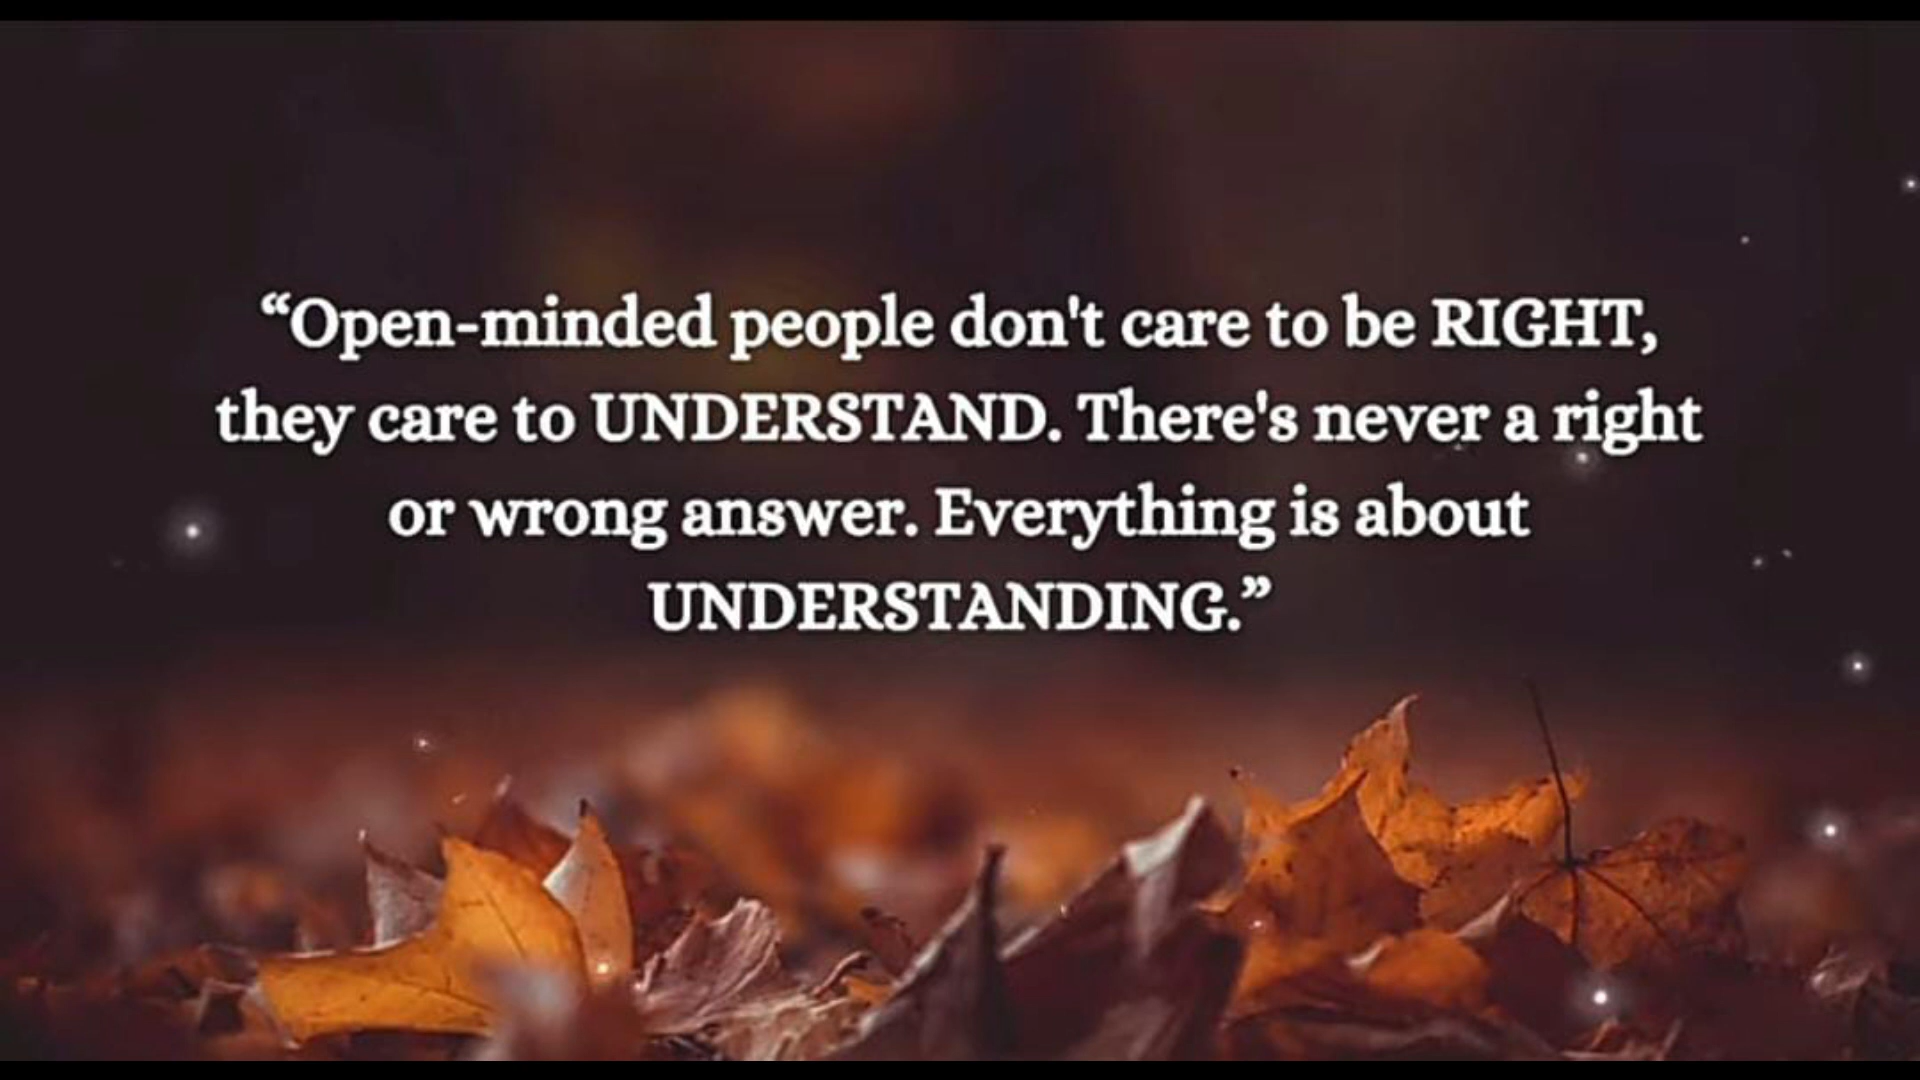 “Open-minded people don't care to be RIGHT,
they care to UNDERSTAND. There's never a right
or wrong answer. Everything is about
UNDERSTANDING.”